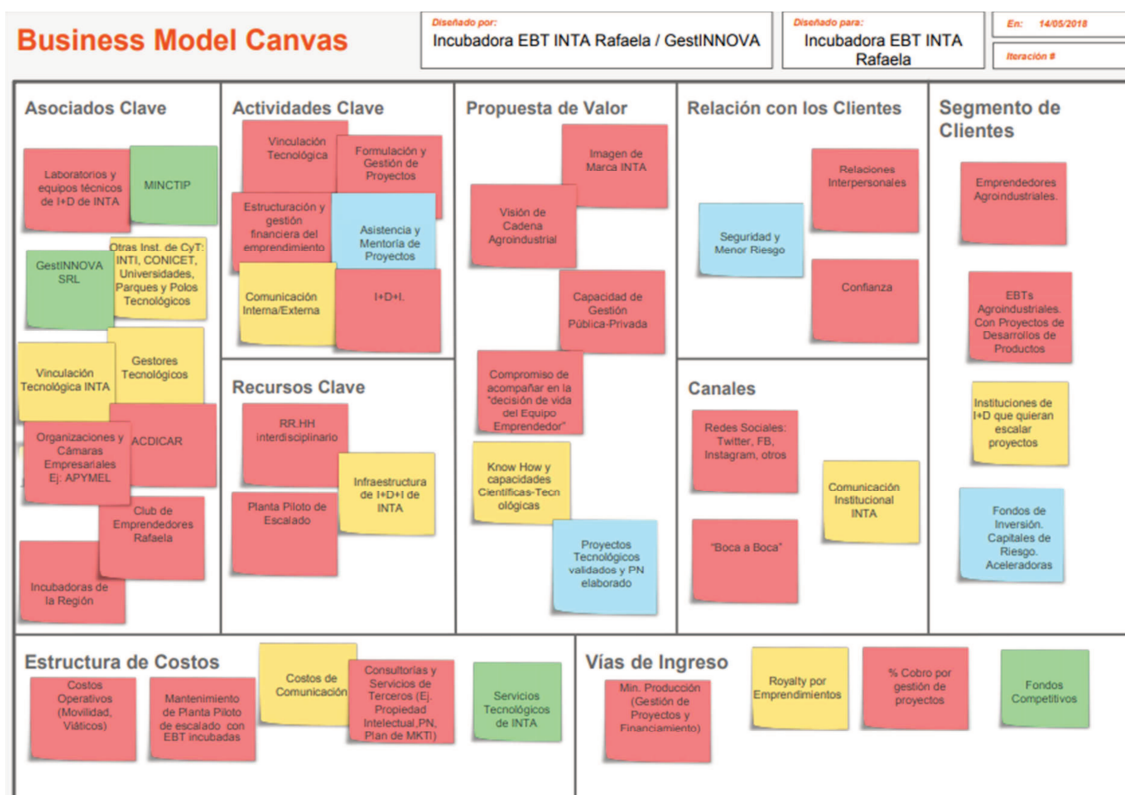 Business Model Canvas
Diseñado por:
Incubadora EBT INTA Rafaela / GestINNOVA
Diseñado para:
Incubadora EBT INTA
Rafaela
En: 14/05/2018
Iteración #
Asociados Clave
Laboratorios y
equipos técnicos
de I+D de INTA
MINCTIP
GestINNOVA
SRL
Otras Inst. de CyT:
INTI, CONICET,
Universidades,
Parques y Polos
Tecnológicos
Vinculación
Tecnológica INTA
Gestores
Tecnológicos
Organizaciones y
Cámaras
Empresariales
Ej: APYMEL
ACDICAR
Club de
Emprendedores
Rafaela
Incubadoras de
la Región
Actividades Clave
Vinculación
Tecnológica
Formulación y
Gestión de
Proyectos
Estructuración y
gestión
financiera del
emprendimiento
Asistencia y
Mentoría de
Proyectos
Comunicación
Interna/Externa
I+D+I.
Recursos Clave
RR.HH
interdisciplinario
Infraestructura
de I+D+I de
INTA
Planta Piloto de
Escalado
Propuesta de Valor
Imagen de
Marca INTA
Visión de
Cadena
Agroindustrial
Capacidad de
Gestión
Pública-Privada
Compromiso de
acompañar en la
"decisión de vida
del Equipo
Emprendedor"
Know How y
capacidades
Científicas-Tecn
ológicas
Proyectos
Tecnológicos
validados y PN
elaborado
Relación con los Clientes
Relaciones
Interpersonales
Seguridad y
Menor Riesgo
Confianza
Canales
Redes Sociales:
Twitter, FB,
Instagram, otros
Comunicación
Institucional
INTA
"Boca a Boca"
Segmento de
Clientes
Emprendedores
Agroindustriales.
EBTs
Agroindustriales.
Con Proyectos de
Desarrollos de
Productos
Instituciones de
I+D que quieran
escalar
proyectos
Fondos de
Inversión.
Capitales de
Riesgo.
Aceleradoras
Estructura de Costos
Costos
Operativos
(Movilidad,
Viáticos)
Mantenimiento
de Planta Piloto
de escalado con
EBT incubadas
Costos de
Comunicación
Consultorías y
Servicios de
Terceros (Ej.
Propiedad
Intelectual,PN,
Plan de MKTI)
Servicios
Tecnológicos
de INTA
Vías de Ingreso
Min. Producción
(Gestión de
Proyectos y
Financiamiento)
Royalty por
Emprendimientos
% Cobro por
gestión de
proyectos
Fondos
Competitivos